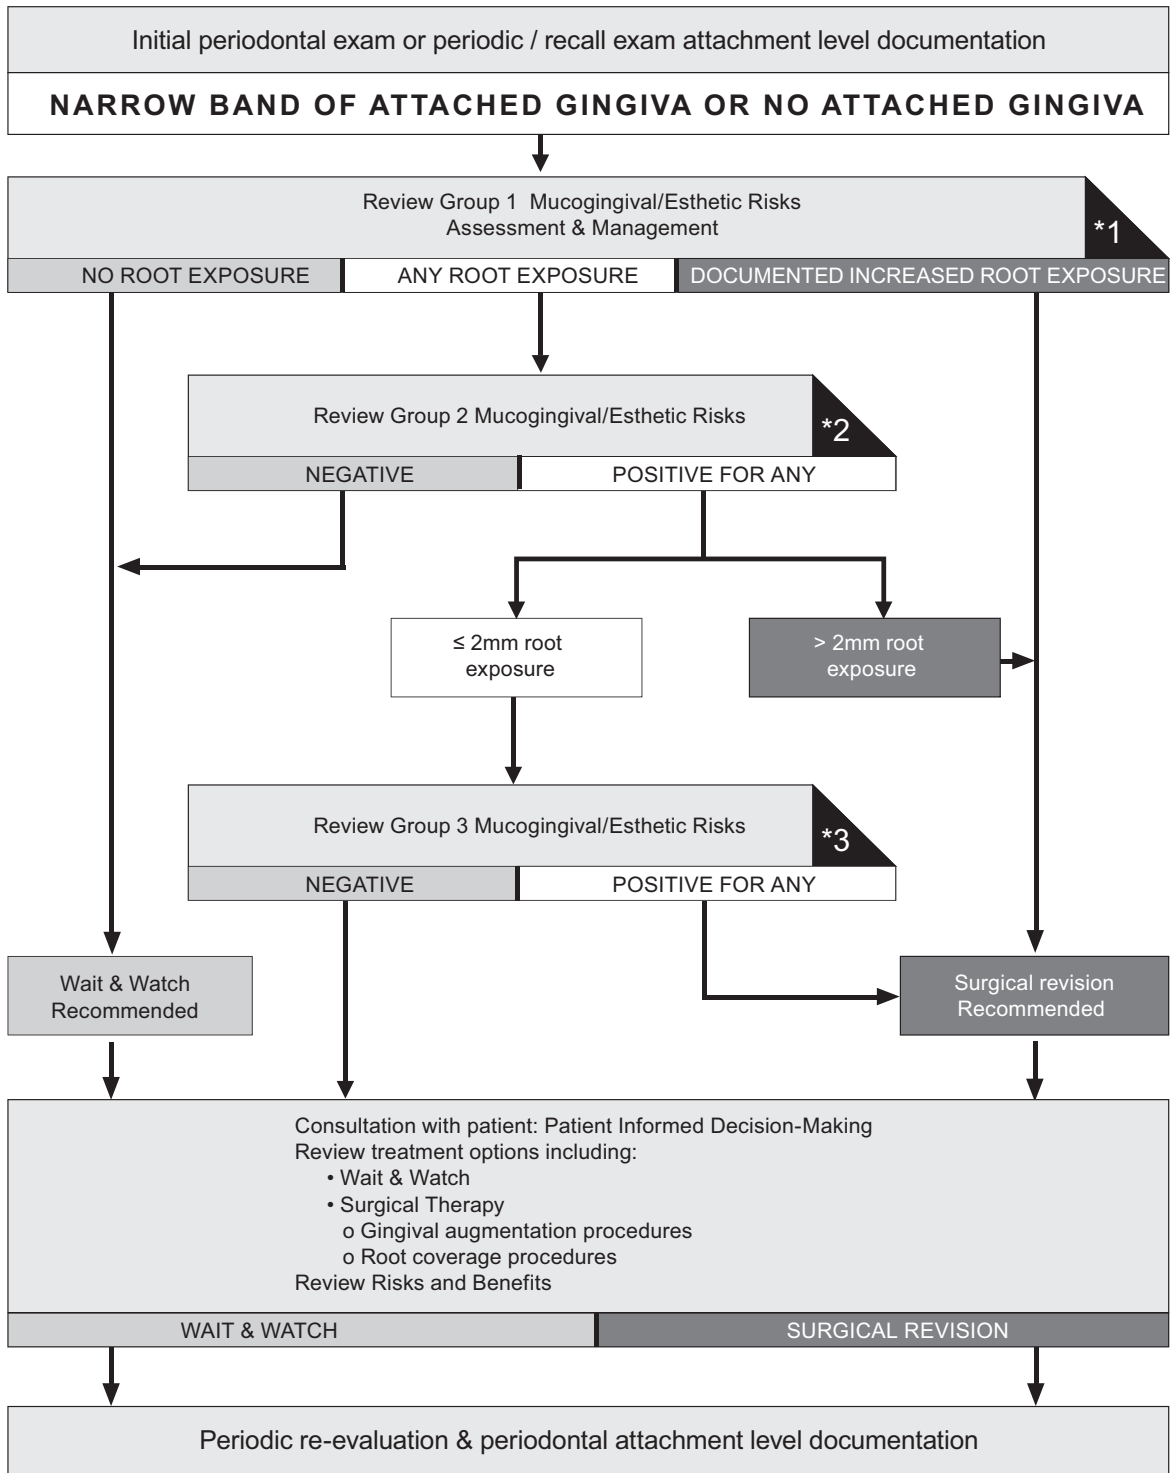 Initial periodontal exam or periodic / recall exam attachment level documentation
NARROW BAND OF ATTACHED GINGIVA OR NO ATTACHED GINGIVA
Review Group 1 Mucogingival/Esthetic Risks
Assessment & Management
*1
NO ROOT EXPOSURE
ANY ROOT EXPOSURE
DOCUMENTED INCREASED ROOT EXPOSURE
Review Group 2 Mucogingival/Esthetic Risks
*2
NEGATIVE
POSITIVE FOR ANY
≤ 2mm root
exposure
> 2mm root
exposure
Review Group 3 Mucogingival/Esthetic Risks
*3
NEGATIVE
POSITIVE FOR ANY
Wait & Watch
Recommended
Surgical revision
Recommended
Consultation with patient: Patient Informed Decision-Making
Review treatment options including:
• Wait & Watch
• Surgical Therapy
o Gingival augmentation procedures
o Root coverage procedures
Review Risks and Benefits
WAIT & WATCH
SURGICAL REVISION
Periodic re-evaluation & periodontal attachment level documentation